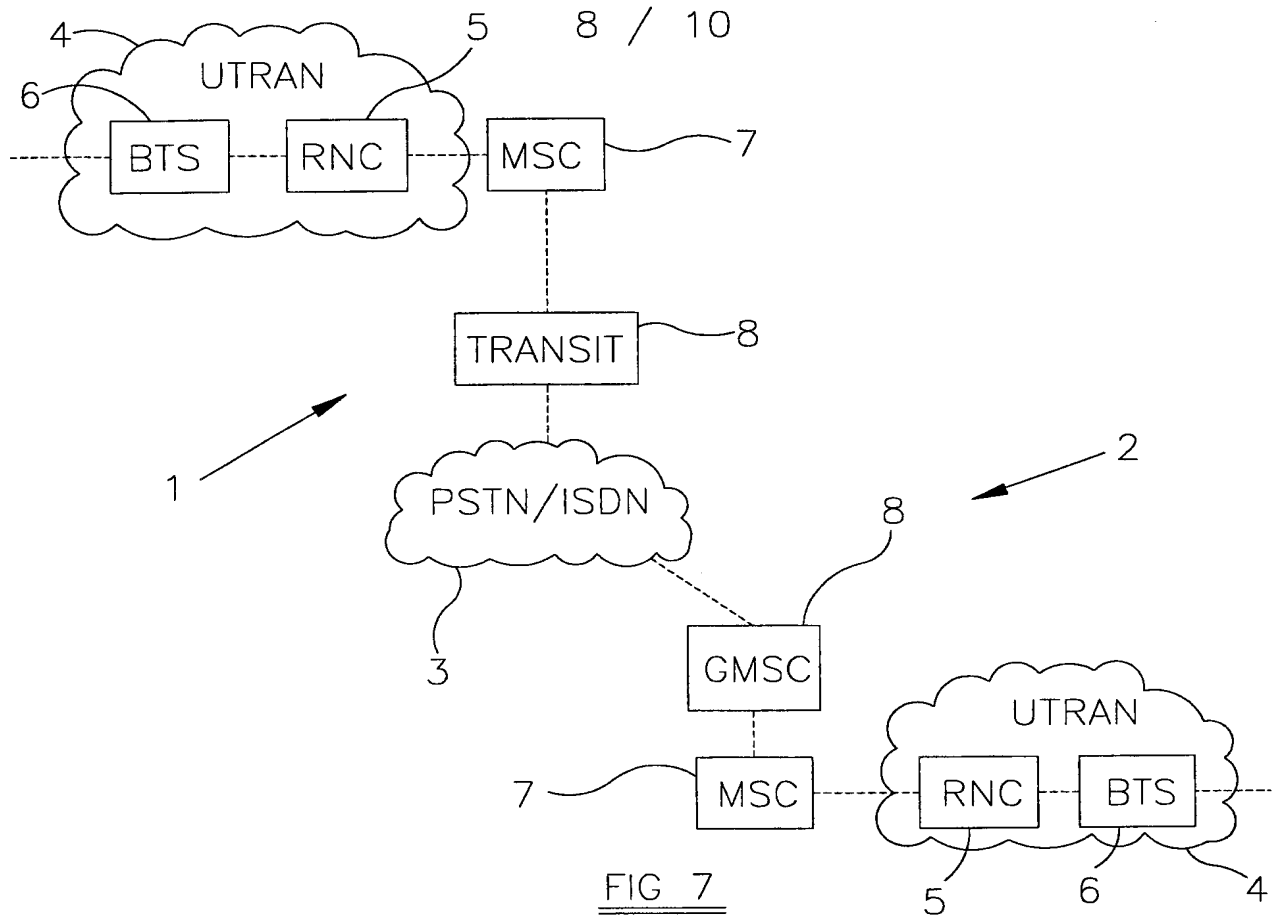 8 / 10
4
5
UTRAN
6
BTS
RNC
MSC
7
TRANSIT
8
1
PSTN/ISDN
2
8
3
GMSC
UTRAN
7
MSC
RNC
BTS
5
6
4
FIG 7